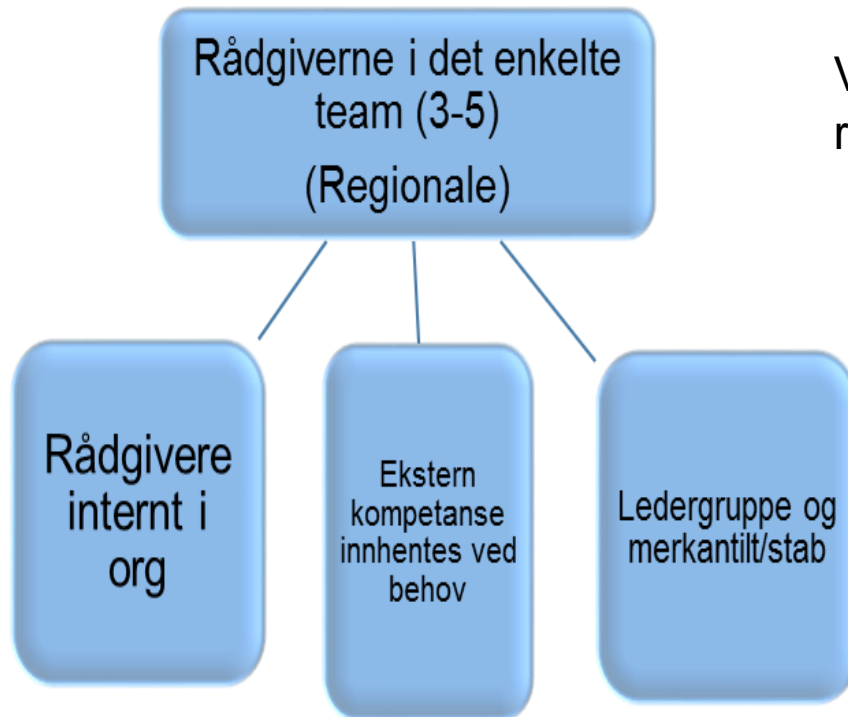 Rådgiverne i det enkelte
team (3-5)
(Regionale)
Rådgivere
internt i
org
Ekstern
kompetanse
innhentes ved
behov
Ledergruppe og
merkantilt/stab